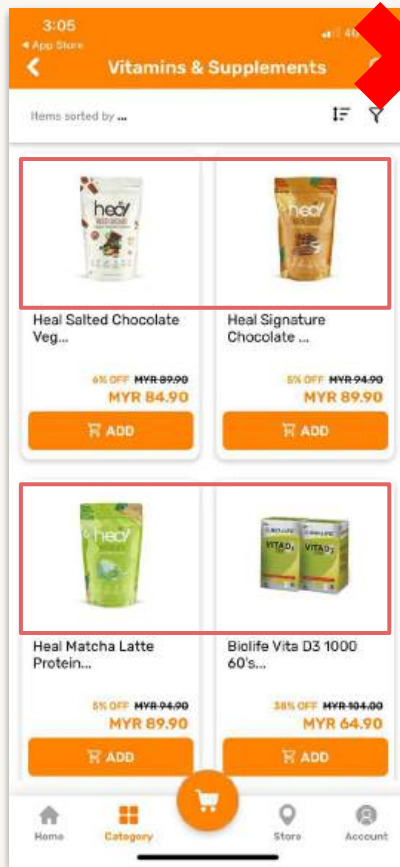 3:05
App Store
Vitamins & Supplements
Items sorted by ...
heal
heal
Heal Salted Chocolate
Veg...
Heal Signature
Chocolate ...
6% OFF MYR 89.90
MYR 84.90
5% OFF MYR 94.90
MYR 89.90
ADD
ADD
heal
VITAD3
VITAD3
Heal Matcha Latte
Protein...
Biolife Vita D3 1000
60's...
5% OFF MYR 94.90
MYR 89.90
38% OFF MYR 104.00
MYR 64.90
ADD
ADD
Home
Category
Store
Account